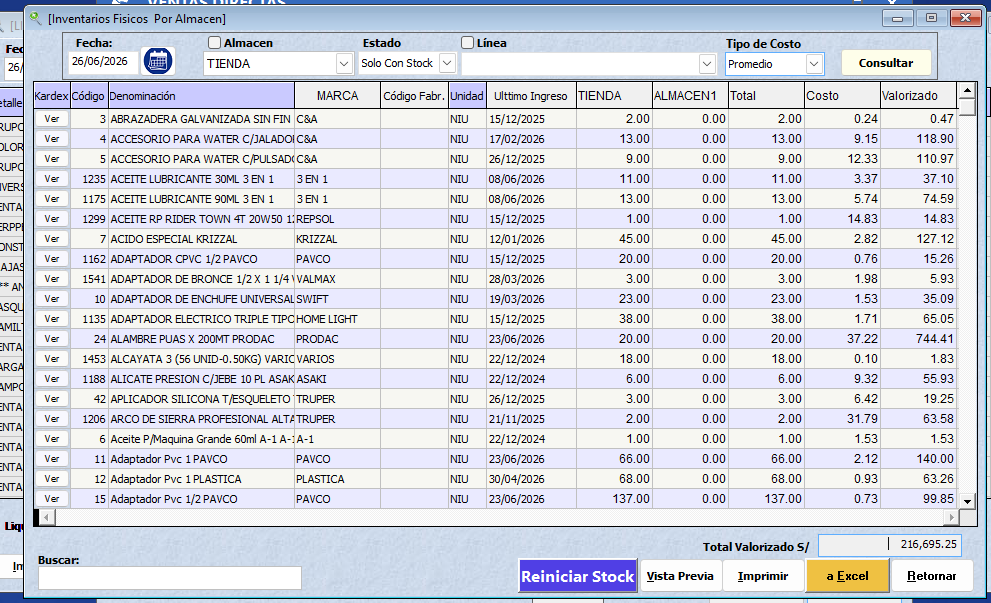 VENTAS DIRECTAS
[Inventarios Fisicos Por Almacen]
Fecha: Almacen Estado Línea Tipo de Costo
26/06/2026 TIENDA Solo Con Stock Promedio Consultar
Kardex Código Denominación MARCA Código Fabr. Unidad Ulltimo Ingreso TIENDA ALMACEN1 Total Costo Valorizado
Ver 3 ABRAZADERA GALVANIZADA SIN FIN C&A NIU 15/12/2025 2.00 0.00 2.00 0.24 0.47
Ver 4 ACCESORIO PARA WATER C/JALADO C&A NIU 17/02/2026 13.00 0.00 13.00 9.15 118.90
Ver 5 ACCESORIO PARA WATER C/PULSADO C&A NIU 26/12/2025 9.00 0.00 9.00 12.33 110.97
Ver 1235 ACEITE LUBRICANTE 30ML 3 EN 1 3 EN 1 NIU 08/06/2026 11.00 0.00 11.00 3.37 37.10
Ver 1175 ACEITE LUBRICANTE 90ML 3 EN 1 3 EN 1 NIU 08/06/2026 13.00 0.00 13.00 5.74 74.59
Ver 1299 ACEITE RP RIDER TOWN 4T 20W50 12 REPSOL NIU 15/12/2025 1.00 0.00 1.00 14.83 14.83
Ver 7 ACIDO ESPECIAL KRIZZAL KRIZZAL NIU 12/01/2026 45.00 0.00 45.00 2.82 127.12
Ver 1162 ADAPTADOR CPVC 1/2 PAVCO PAVCO NIU 15/12/2025 20.00 0.00 20.00 0.76 15.26
Ver 1541 ADAPTADOR DE BRONCE 1/2 X 1 1/4 VALMAX NIU 28/03/2026 3.00 0.00 3.00 1.98 5.93
Ver 10 ADAPTADOR DE ENCHUFE UNIVERSAL SWIFT NIU 19/03/2026 23.00 0.00 23.00 1.53 35.09
Ver 1135 ADAPTADOR ELECTRICO TRIPLE TIPO HOME LIGHT NIU 15/12/2025 38.00 0.00 38.00 1.71 65.05
Ver 24 ALAMBRE PUAS X 200MT PRODAC PRODAC NIU 23/06/2026 20.00 0.00 20.00 37.22 744.41
Ver 1453 ALCAYATA 3 (56 UNID-0.50KG) VARIO VARIOS NIU 22/12/2024 18.00 0.00 18.00 0.10 1.83
Ver 1188 ALICATE PRESION C/JEBE 10 PL ASAK ASAKI NIU 22/12/2024 6.00 0.00 6.00 9.32 55.93
Ver 42 APLICADOR SILICONA T/ESQUELETO TRUPER NIU 26/12/2025 3.00 0.00 3.00 6.42 19.25
Ver 1206 ARCO DE SIERRA PROFESIONAL ALTA TRUPER NIU 21/11/2025 2.00 0.00 2.00 31.79 63.58
Ver 6 Aceite P/Maquina Grande 60ml A-1 A-1 A-1 NIU 22/12/2024 1.00 0.00 1.00 1.53 1.53
Ver 11 Adaptador Pvc 1 PAVCO PAVCO NIU 23/06/2026 66.00 0.00 66.00 2.12 140.00
Ver 12 Adaptador Pvc 1 PLASTICA PLASTICA NIU 30/04/2026 68.00 0.00 68.00 0.93 63.26
Ver 15 Adaptador Pvc 1/2 PAVCO PAVCO NIU 23/06/2026 137.00 0.00 137.00 0.73 99.85
Total Valorizado S/ 216,695.25
Buscar:
Reiniciar Stock Vista Previa Imprimir a Excel Retornar